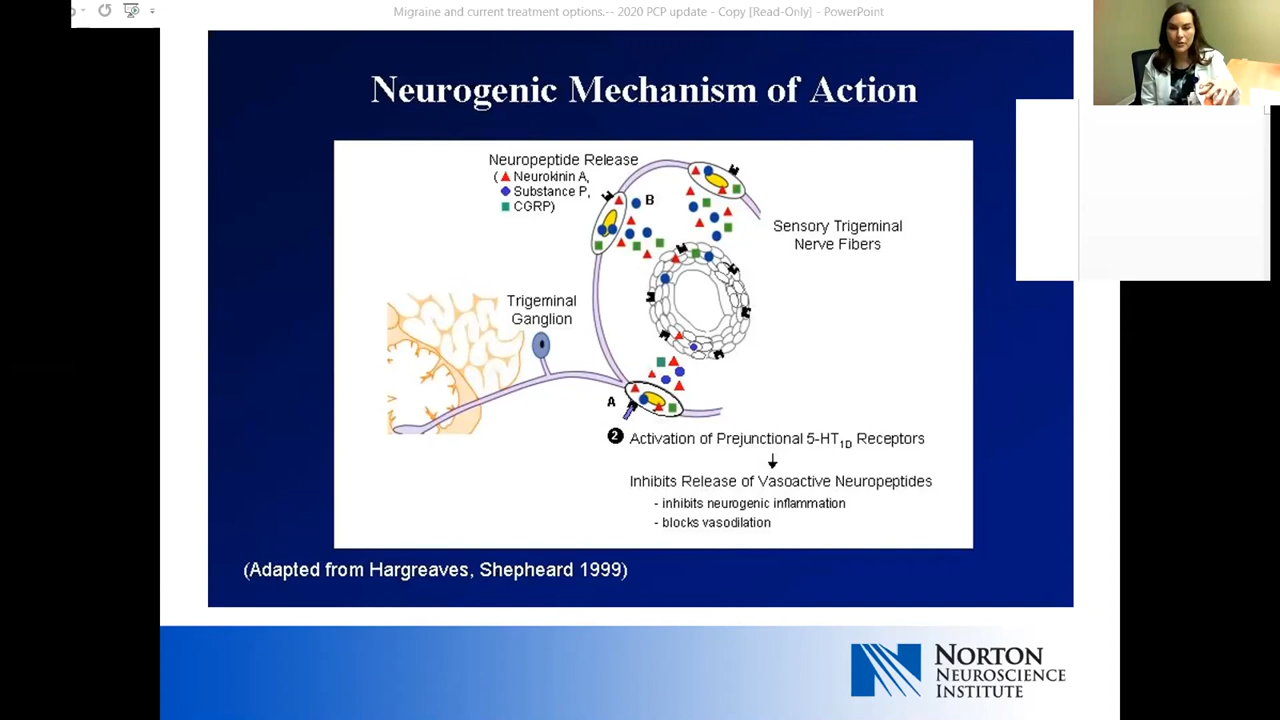 Migraine and current treatment options.-- 2020 PCP update - Copy [Read-Only] - PowerPoint
Neurogenic Mechanism of Action
Neuropeptide Release
( Neurokinin A,
Substance P,
CGRP)
B
Sensory Trigeminal
Nerve Fibers
Trigeminal
Ganglion
A
2 Activation of Prejunctional 5-HT1D Receptors
Inhibits Release of Vasoactive Neuropeptides
- inhibits neurogenic inflammation
- blocks vasodilation
(Adapted from Hargreaves, Shepheard 1999)
NORTON
NEUROSCIENCE
INSTITUTE